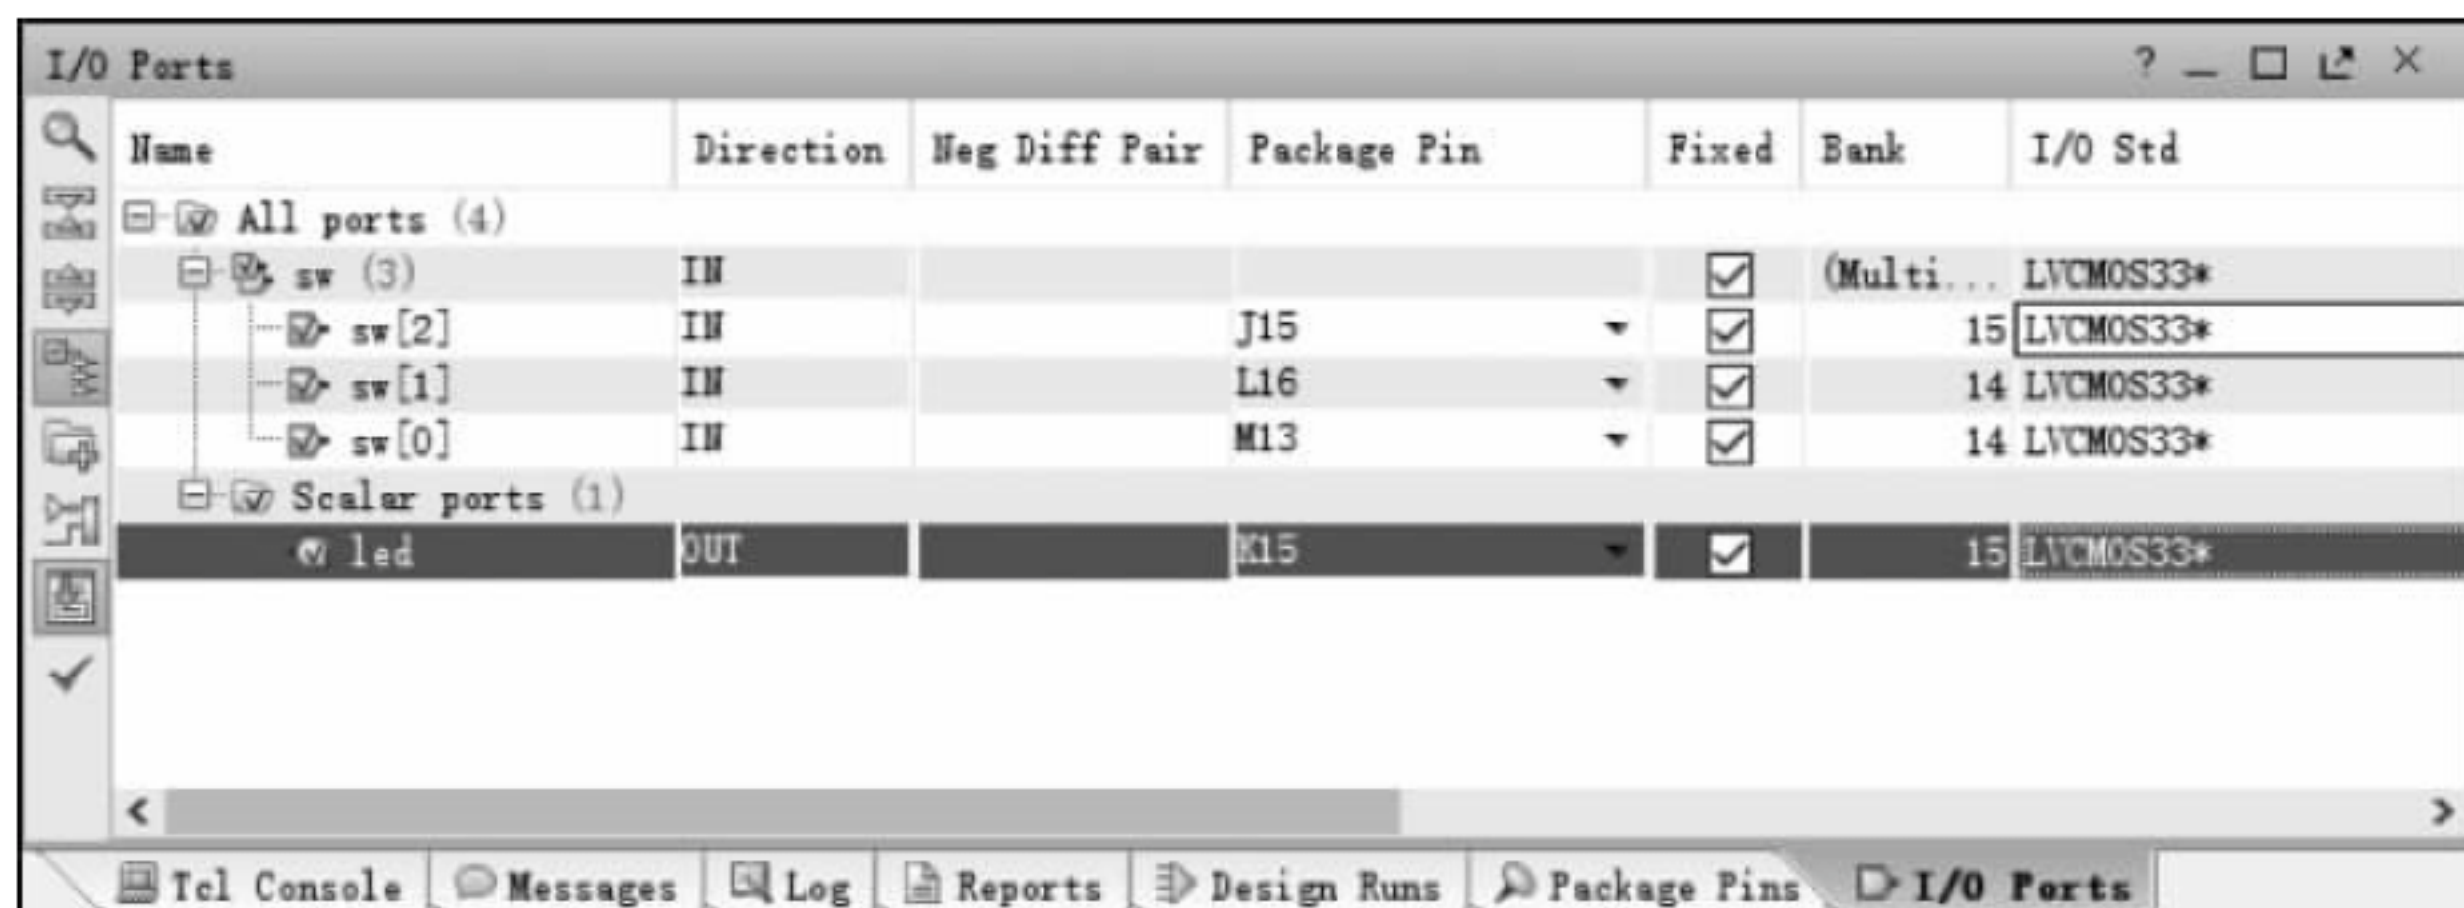 I/O Ports
Name Direction Neg Diff Pair Package Pin Fixed Bank I/O Std
All ports (4)
sw (3) IN (Multi... LVCMOS33*
sw[2] IN J15 15 LVCMOS33*
sw[1] IN L16 14 LVCMOS33*
sw[0] IN M13 14 LVCMOS33*
Scalar ports (1)
led OUT K15 15 LVCMOS33*
Tcl Console Messages Log Reports Design Runs Package Pins I/O Ports